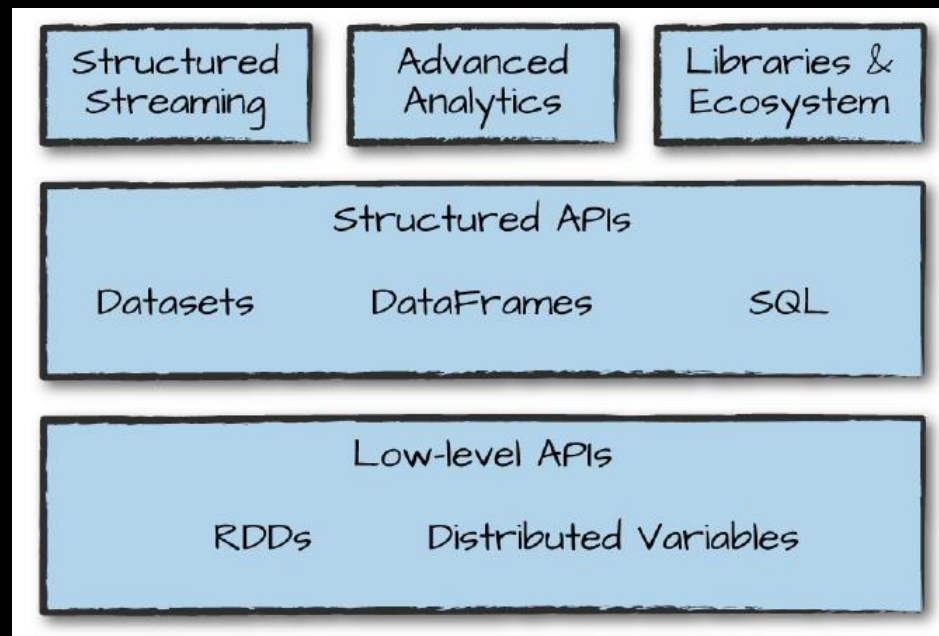 Structured
Streaming
Advanced
Analytics
Libraries &
Ecosystem
Structured APIs
Datasets DataFrames SQL
Low-level APIs
RDDs Distributed Variables